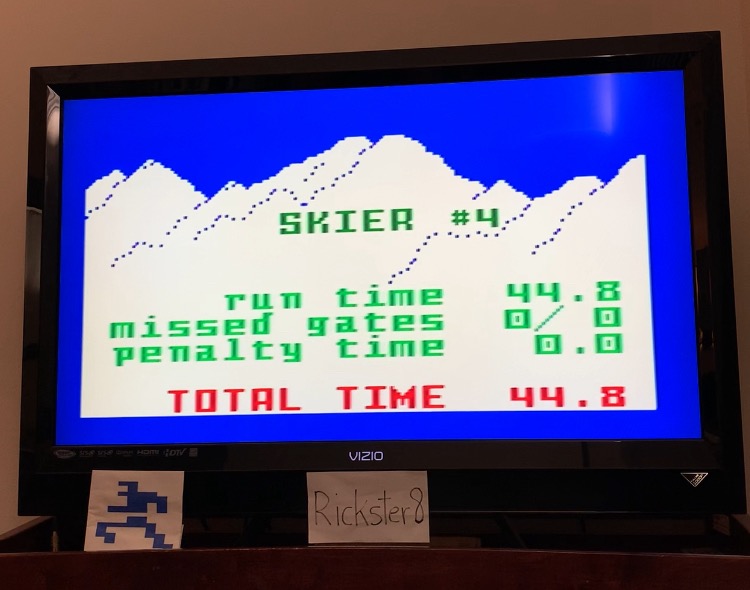 SKIER #4
run time 44.8
missed gates 0/ 0
penalty time 0.0
TOTAL TIME 44.8
HDMI
VIZIO
Rickster8